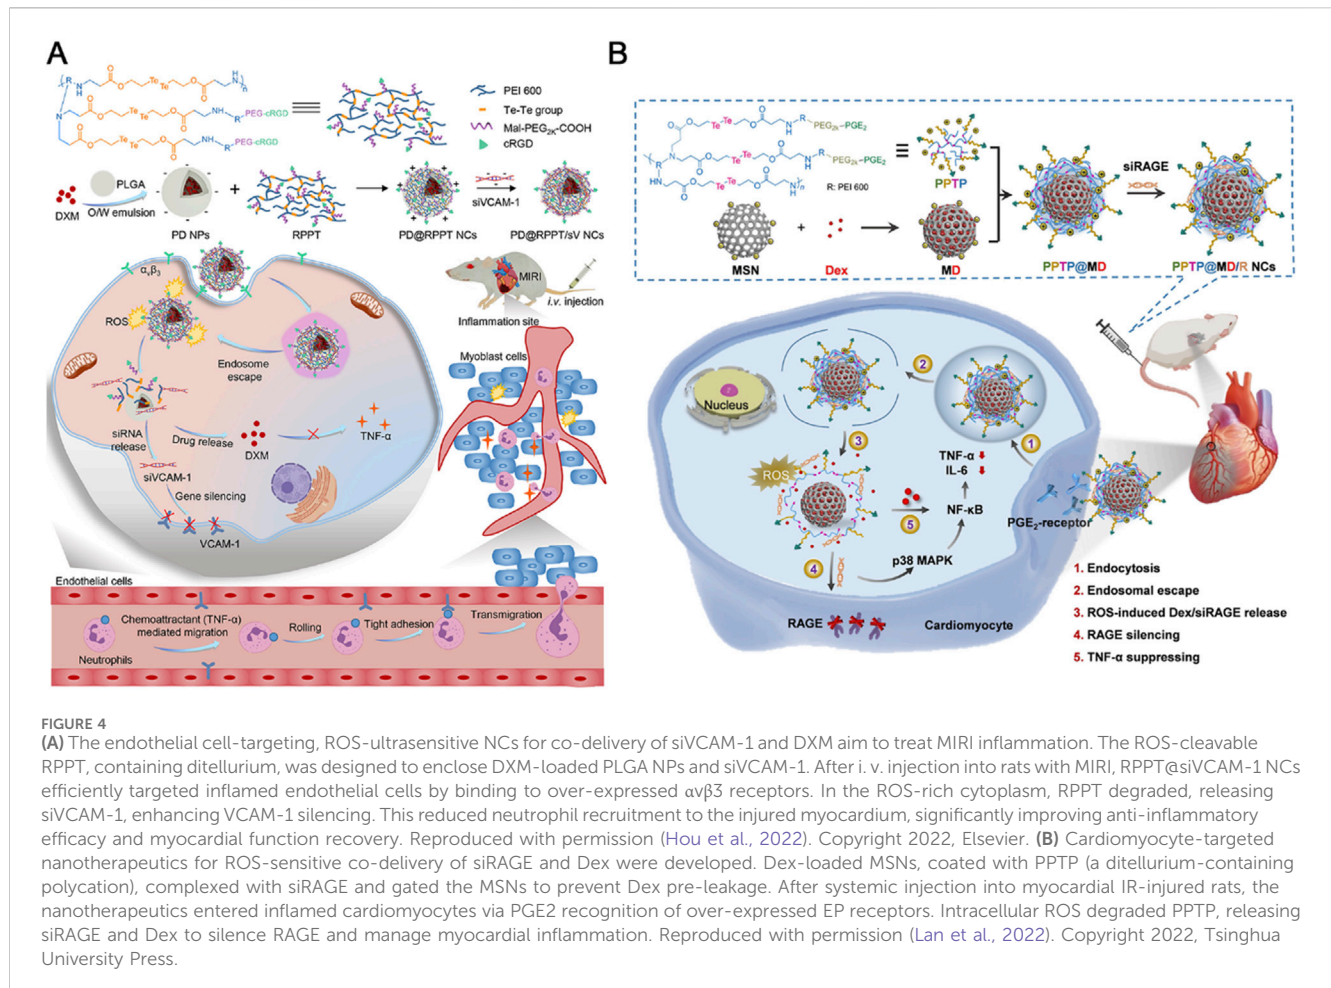 A
PEI 600
Te-Te group
Mal-PEG2K-COOH
cRGD
PEG-cRGD
PEG-cRGD
DXM
PLGA
O/W emulsion
PD NPs
+
RPPT
siVCAM-1
PD@RPPT NCs
PD@RPPT/sV NCs
αvβ3
MIRI
i.v. injection
Inflammation site
ROS
Endosome
escape
Myoblast cells
siRNA
release
Drug release
DXM
TNF-α
siVCAM-1
Gene silencing
VCAM-1
Endothelial cells
Chemoattractant (TNF-α)
mediated migration
Rolling
Tight adhesion
Transmigration
Neutrophils
B
PEG2k-PGE2
PEG2k-PGE2
R: PEI 600
PPTP
siRAGE
MSN
+
Dex
MD
PPTP@MD
PPTP@MD/R NCs
Nucleus
2
1
3
ROS
TNF-α
IL-6
5
NF-κB
PGE2-receptor
4
p38 MAPK
RAGE
Cardiomyocyte
1. Endocytosis
2. Endosomal escape
3. ROS-induced Dex/siRAGE release
4. RAGE silencing
5. TNF-α suppressing
FIGURE 4
(A) The endothelial cell-targeting, ROS-ultrasensitive NCs for co-delivery of siVCAM-1 and DXM aim to treat MIRI inflammation. The ROS-cleavable
RPPT, containing ditellurium, was designed to enclose DXM-loaded PLGA NPs and siVCAM-1. After i. v. injection into rats with MIRI, RPPT@siVCAM-1 NCs
efficiently targeted inflamed endothelial cells by binding to over-expressed αvβ3 receptors. In the ROS-rich cytoplasm, RPPT degraded, releasing
siVCAM-1, enhancing VCAM-1 silencing. This reduced neutrophil recruitment to the injured myocardium, significantly improving anti-inflammatory
efficacy and myocardial function recovery. Reproduced with permission (Hou et al., 2022). Copyright 2022, Elsevier. (B) Cardiomyocyte-targeted
nanotherapeutics for ROS-sensitive co-delivery of siRAGE and Dex were developed. Dex-loaded MSNs, coated with PPTP (a ditellurium-containing
polycation), complexed with siRAGE and gated the MSNs to prevent Dex pre-leakage. After systemic injection into myocardial IR-injured rats, the
nanotherapeutics entered inflamed cardiomyocytes via PGE2 recognition of over-expressed EP receptors. Intracellular ROS degraded PPTP, releasing
siRAGE and Dex to silence RAGE and manage myocardial inflammation. Reproduced with permission (Lan et al., 2022). Copyright 2022, Tsinghua
University Press.